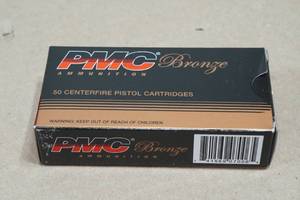 PMC Bronze
AMMUNITION
50 CENTERFIRE PISTOL CARTRIDGES
WARNING: KEEP OUT OF REACH OF CHILDREN
PMC Bronze
AMMUNITION